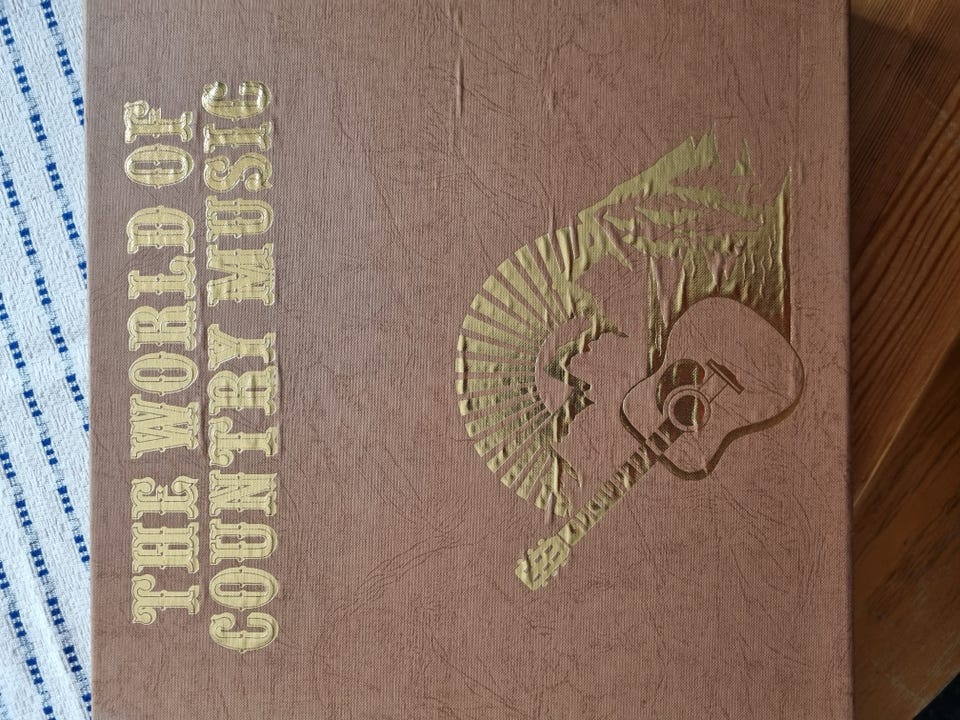 THE WORLD OF
COUNTRY MUSIC